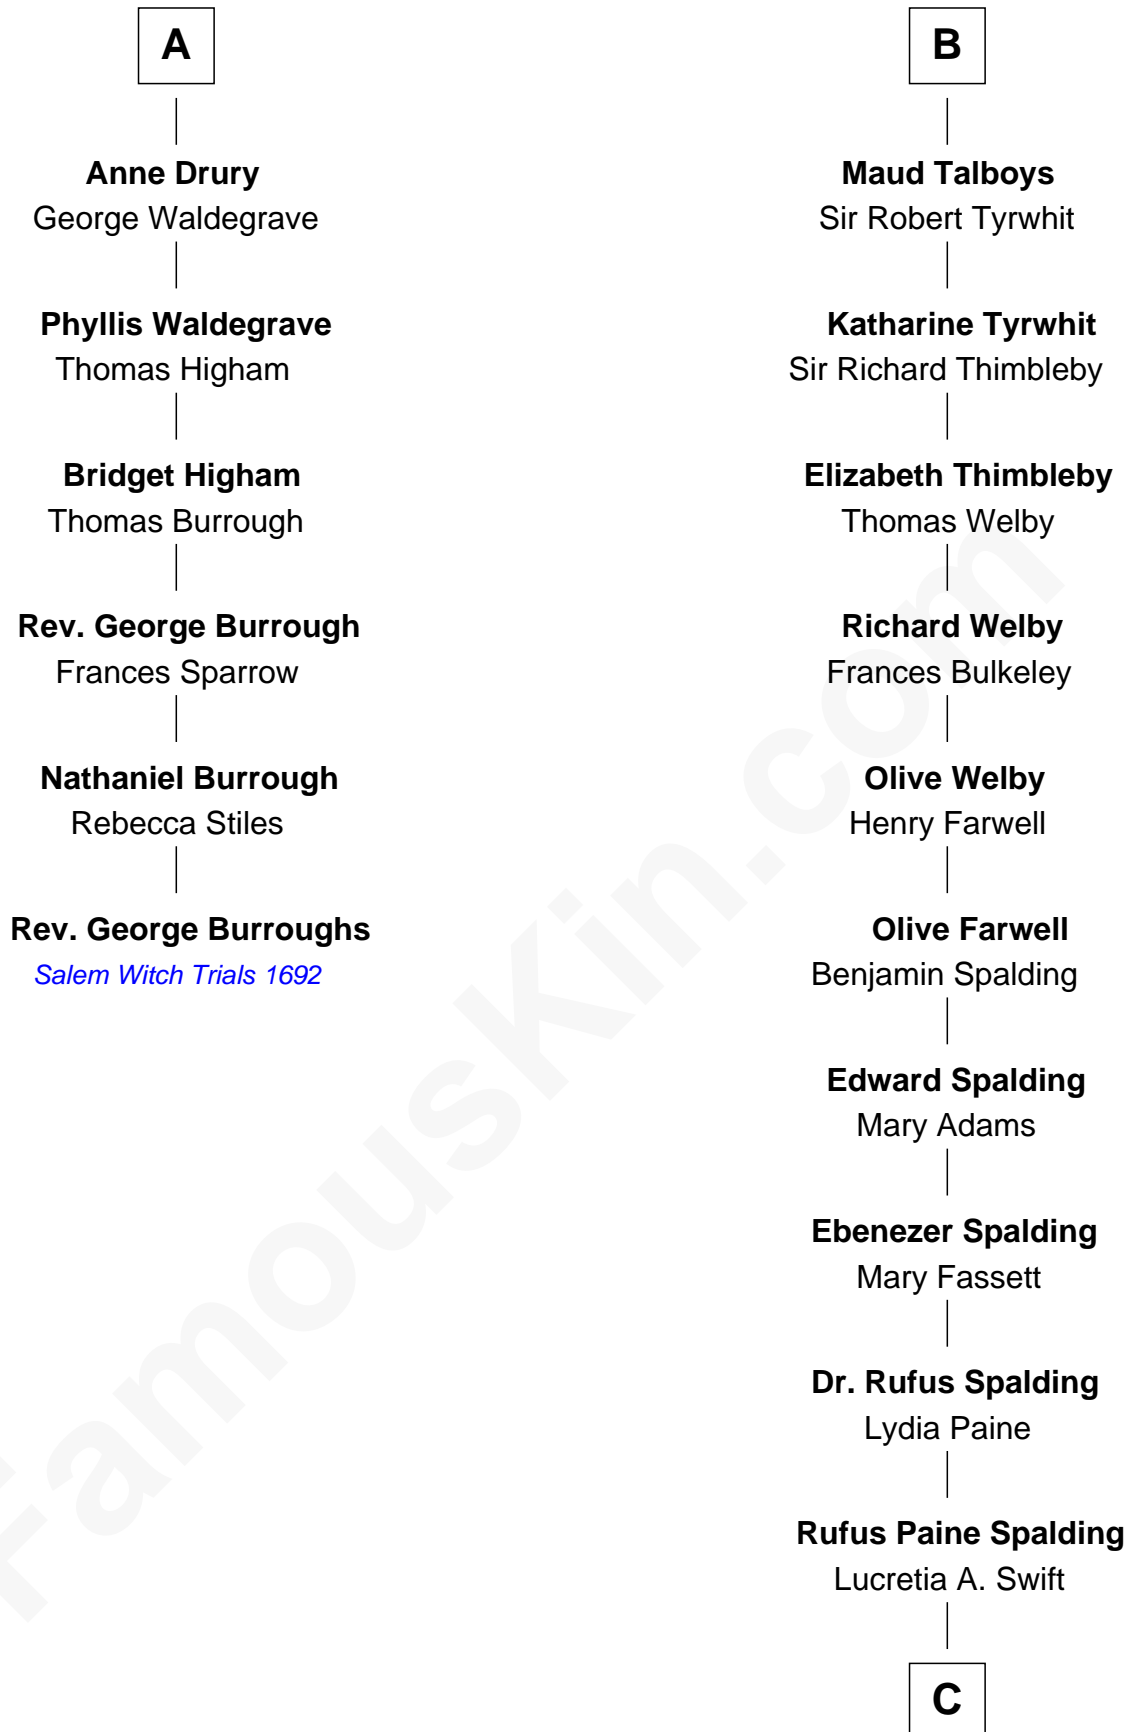 A
Anne Drury
George Waldegrave
Phyllis Waldegrave
Thomas Higham
Bridget Higham
Thomas Burrough
Rev. George Burrough
Frances Sparrow
Nathaniel Burrough
Rebecca Stiles
Rev. George Burroughs
Salem Witch Trials 1692
B
Maud Talboys
Sir Robert Tyrwhit
Katharine Tyrwhit
Sir Richard Thimbleby
Elizabeth Thimbleby
Thomas Welby
Richard Welby
Frances Bulkeley
Olive Welby
Henry Farwell
Olive Farwell
Benjamin Spalding
Edward Spalding
Mary Adams
Ebenezer Spalding
Mary Fassett
Dr. Rufus Spalding
Lydia Paine
Rufus Paine Spalding
Lucretia A. Swift
C
FamousKin.com